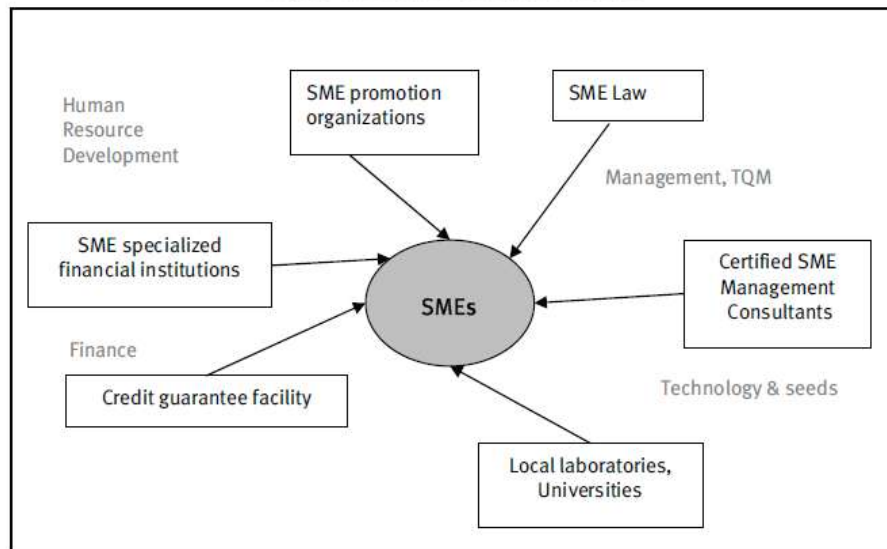 Human
Resource
Development
SME promotion
organizations
SME Law
Management, TQM
SME specialized
financial institutions
SMEs
Certified SME
Management
Consultants
Finance
Credit guarantee facility
Technology & seeds
Local laboratories,
Universities